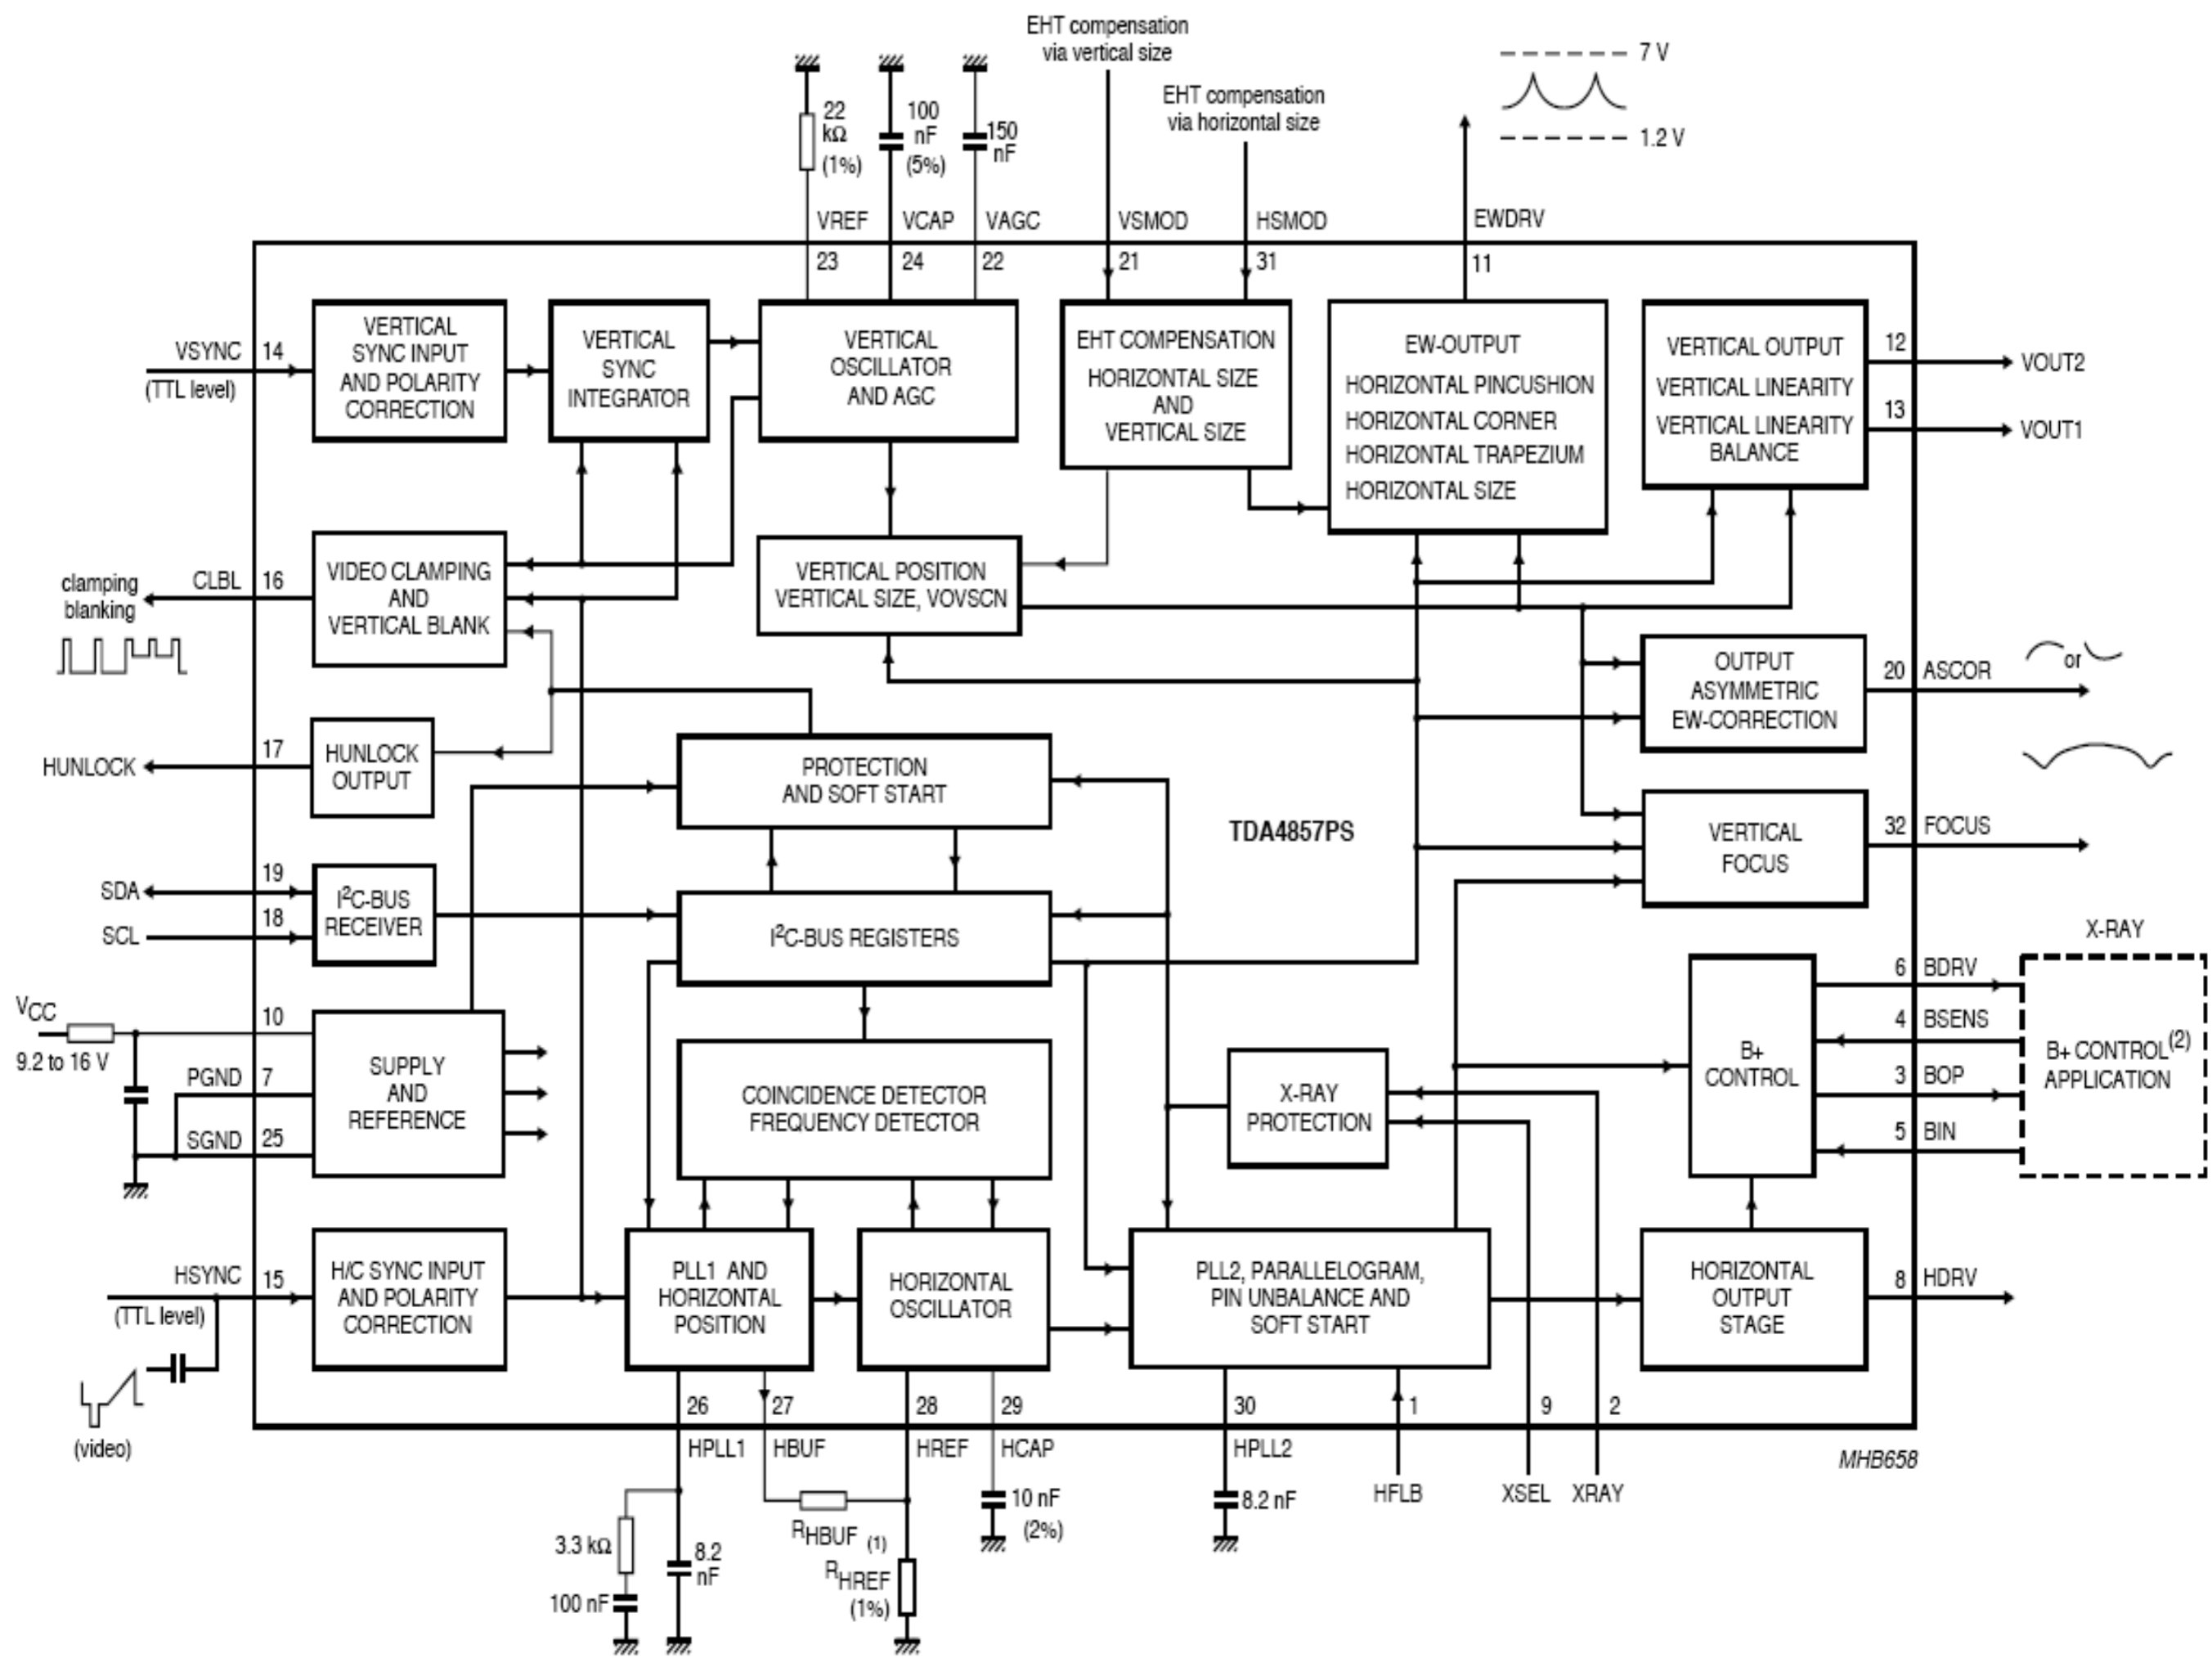 EHT compensation
via vertical size
EHT compensation
via horizontal size
7 V
1.2 V
22
kΩ
(1%)
100
nF
(5%)
150
nF
VREF
VCAP
VAGC
VSMOD
HSMOD
EWDRV
23
24
22
21
31
11
VSYNC
14
(TTL level)
VERTICAL
SYNC INPUT
AND POLARITY
CORRECTION
VERTICAL
SYNC
INTEGRATOR
VERTICAL
OSCILLATOR
AND AGC
EHT COMPENSATION
HORIZONTAL SIZE
AND
VERTICAL SIZE
EW-OUTPUT
HORIZONTAL PINCUSHION
HORIZONTAL CORNER
HORIZONTAL TRAPEZIUM
HORIZONTAL SIZE
VERTICAL OUTPUT
VERTICAL LINEARITY
VERTICAL LINEARITY
BALANCE
12
VOUT2
13
VOUT1
clamping
blanking
CLBL
16
VIDEO CLAMPING
AND
VERTICAL BLANK
VERTICAL POSITION
VERTICAL SIZE, VOVSCN
OUTPUT
ASYMMETRIC
EW-CORRECTION
20
ASCOR
or
HUNLOCK
17
HUNLOCK
OUTPUT
PROTECTION
AND SOFT START
TDA4857PS
VERTICAL
FOCUS
32
FOCUS
SDA
19
SCL
18
I²C-BUS
RECEIVER
I²C-BUS REGISTERS
X-RAY
6
BDRV
4
BSENS
3
BOP
5
BIN
B+
CONTROL
B+ CONTROL(2)
APPLICATION
VCC
9.2 to 16 V
10
PGND
7
SGND
25
SUPPLY
AND
REFERENCE
COINCIDENCE DETECTOR
FREQUENCY DETECTOR
X-RAY
PROTECTION
HSYNC
15
(TTL level)
(video)
H/C SYNC INPUT
AND POLARITY
CORRECTION
PLL1 AND
HORIZONTAL
POSITION
HORIZONTAL
OSCILLATOR
PLL2, PARALLELOGRAM,
PIN UNBALANCE AND
SOFT START
HORIZONTAL
OUTPUT
STAGE
8
HDRV
26
27
28
29
30
1
9
2
HPLL1
HBUF
HREF
HCAP
HPLL2
HFLB
XSEL
XRAY
MHB658
3.3 kΩ
100 nF
8.2
nF
RHBUF (1)
RHREF
(1%)
10 nF
(2%)
8.2 nF